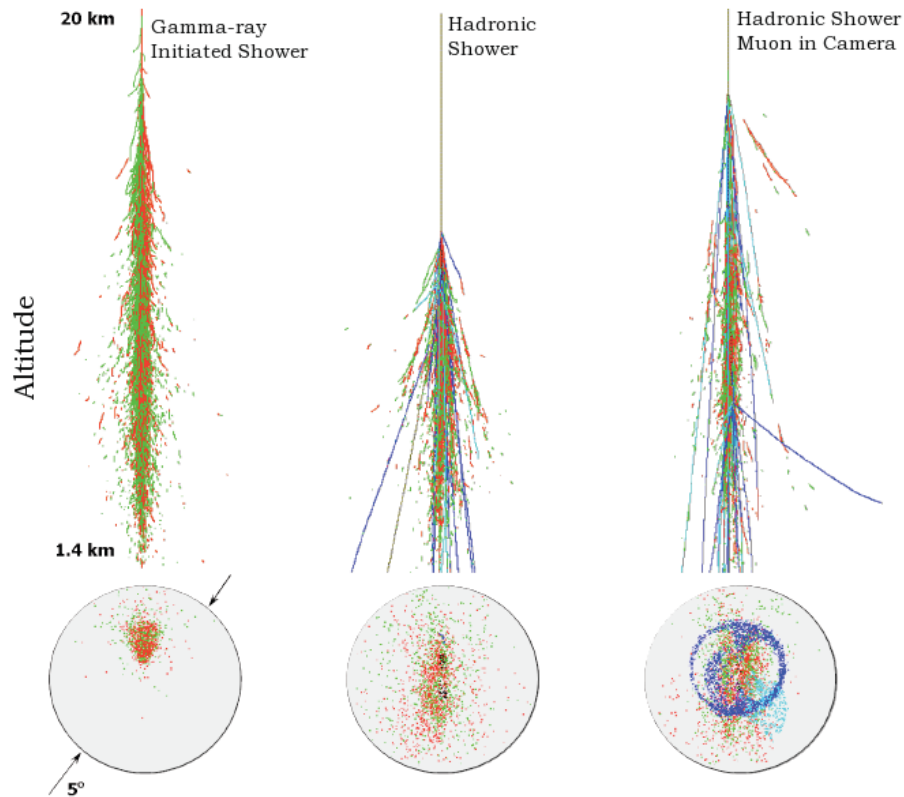 20 km
Gamma-ray
Initiated Shower
Hadronic
Shower
Hadronic Shower
Muon in Camera
Altitude
1.4 km
5°